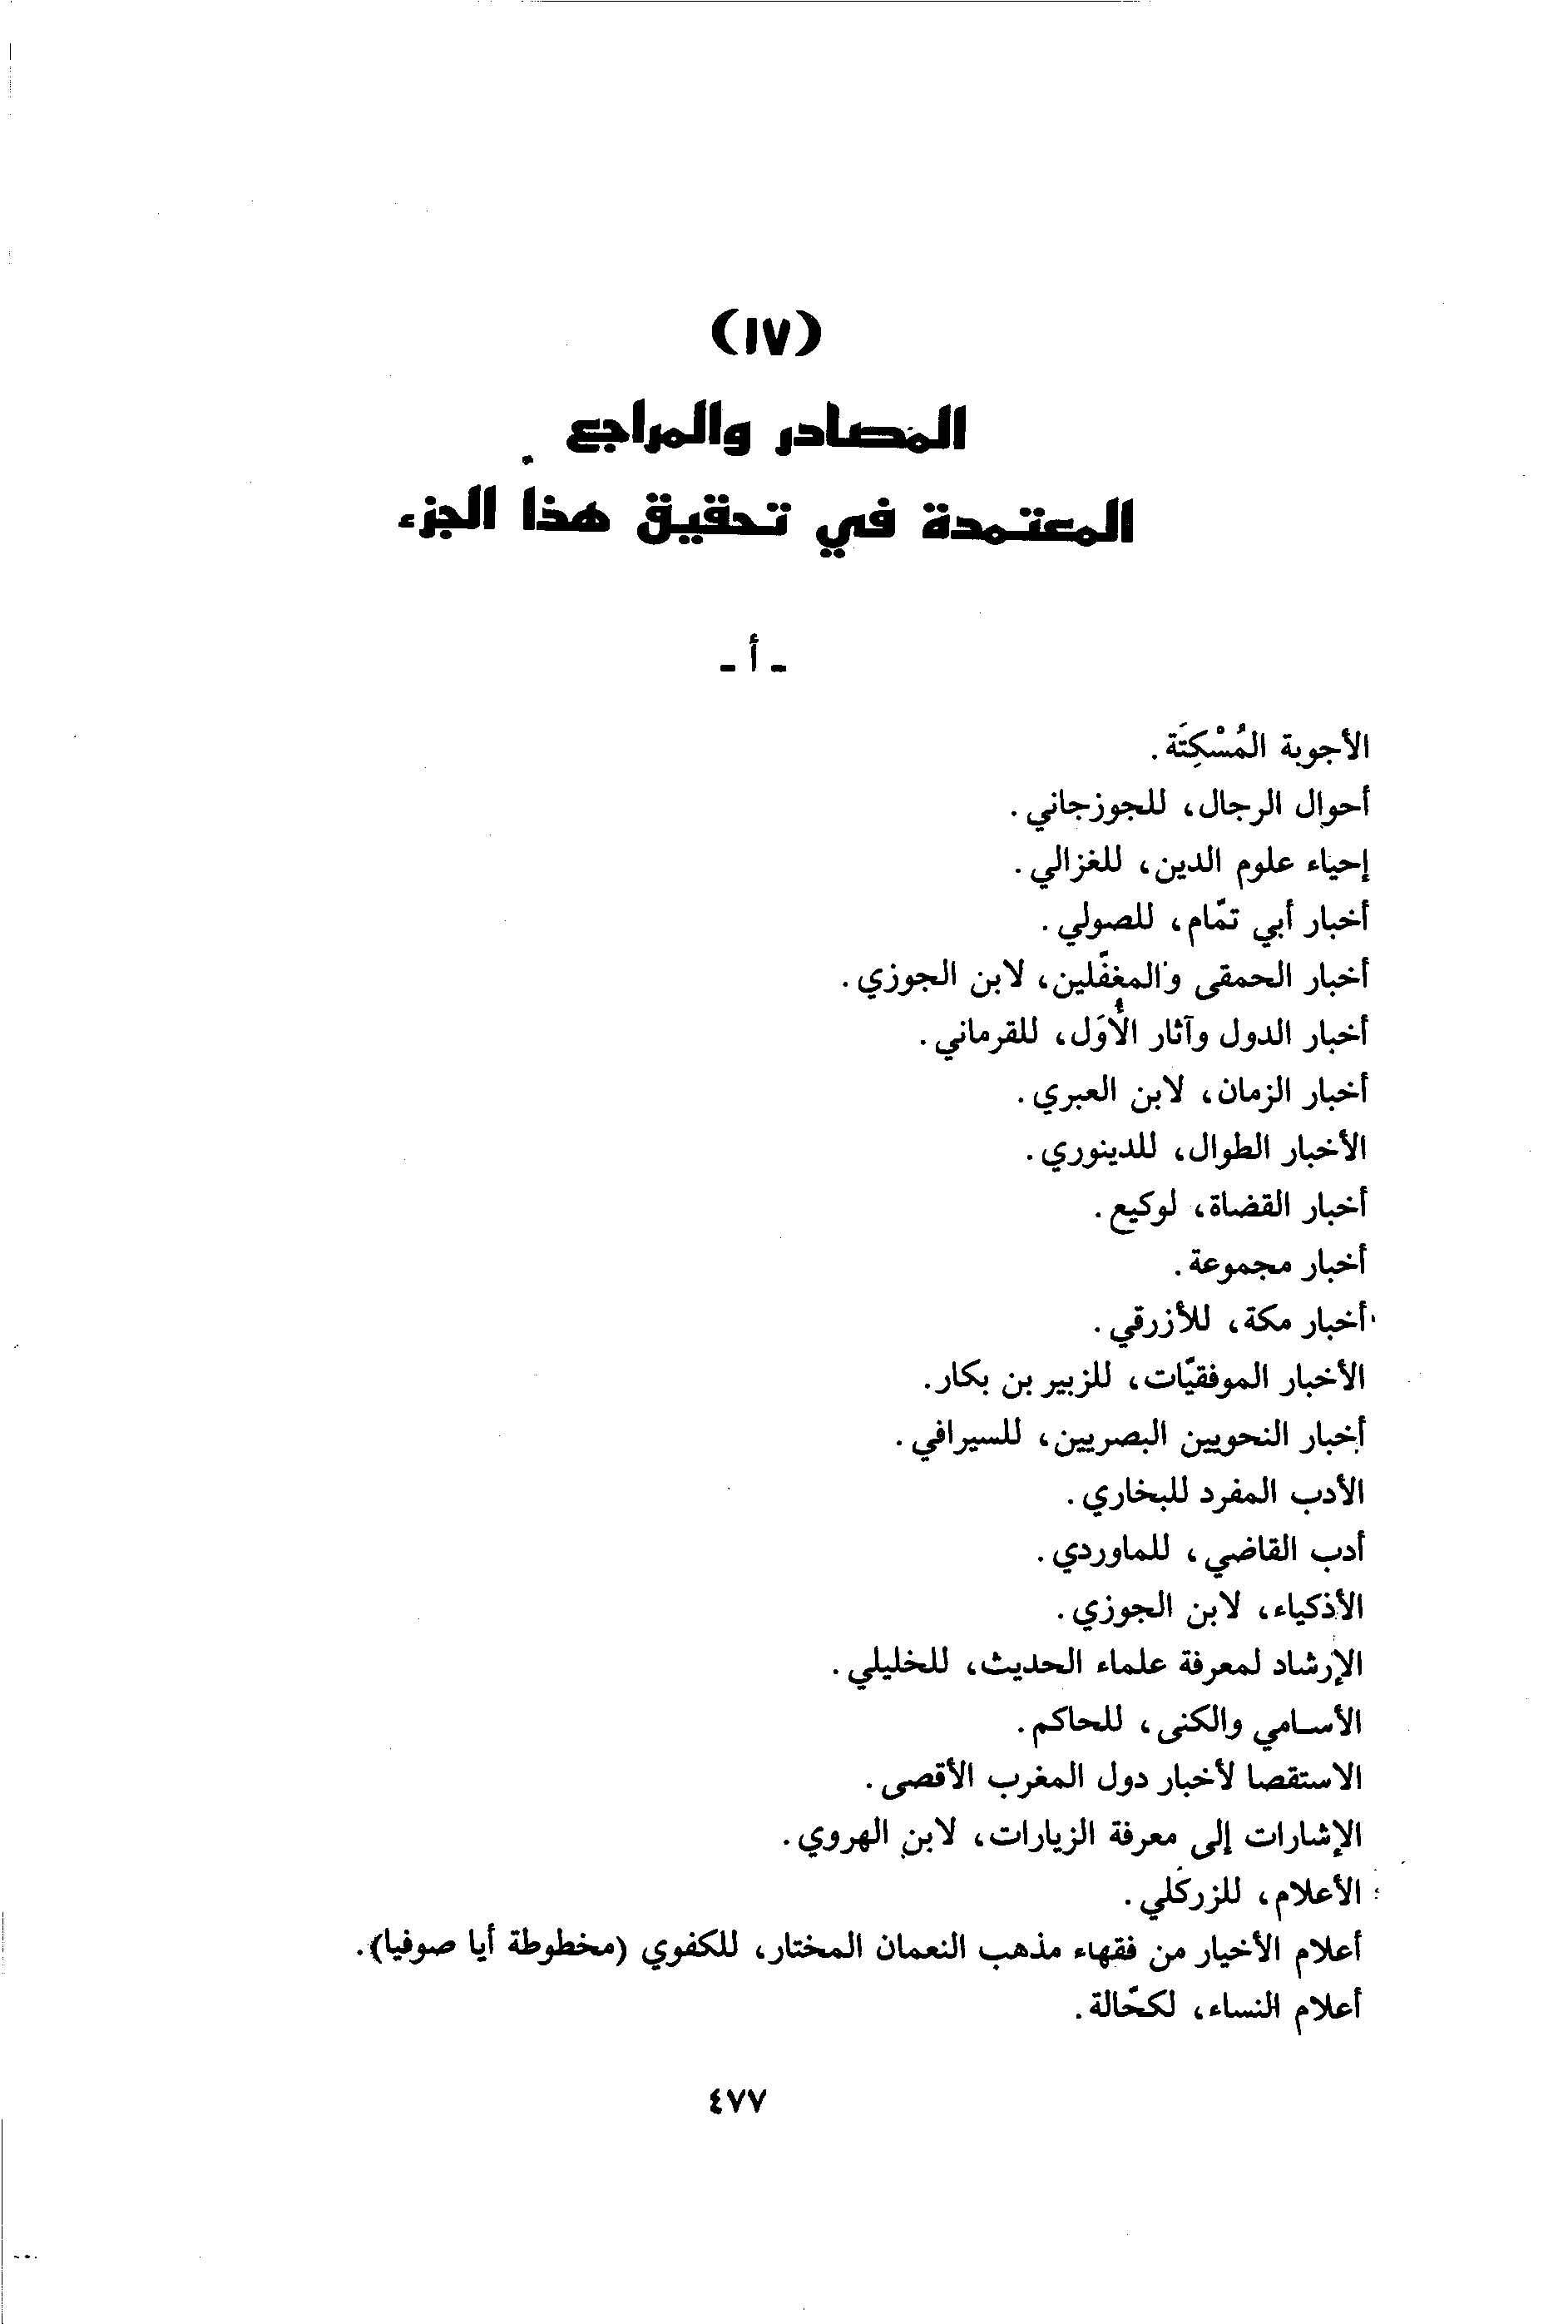 (١٧)
المصادر والمراجع
المعتمدة في تحقيق هذا الجزء
- أ -
الأجوبة المُسْكِتَة.
أحوال الرجال، للجوزجاني.
إحياء علوم الدين، للغزالي.
أخبار أبي تمّام، للصولي.
أخبار الحمقى والمغفّلين، لابن الجوزي.
أخبار الدول وآثار الأُوَل، للقرماني.
أخبار الزمان، لابن العبري.
الأخبار الطوال، للدينوري.
أخبار القضاة، لوكيع.
أخبار مجموعة.
أخبار مكة، للأزرقي.
الأخبار الموفقيّات، للزبير بن بكار.
أخبار النحويين البصريين، للسيرافي.
الأدب المفرد للبخاري.
أدب القاضي، للماوردي.
الأذكياء، لابن الجوزي.
الإرشاد لمعرفة علماء الحديث، للخليلي.
الأسامي والكنى، للحاكم.
الاستقصا لأخبار دول المغرب الأقصى.
الإشارات إلى معرفة الزيارات، لابن الهروي.
الأعلام، للزركلي.
أعلام الأخيار من فقهاء مذهب النعمان المختار، للكفوي (مخطوطة أيا صوفيا).
أعلام النساء، لكحّالة.
٤٧٧